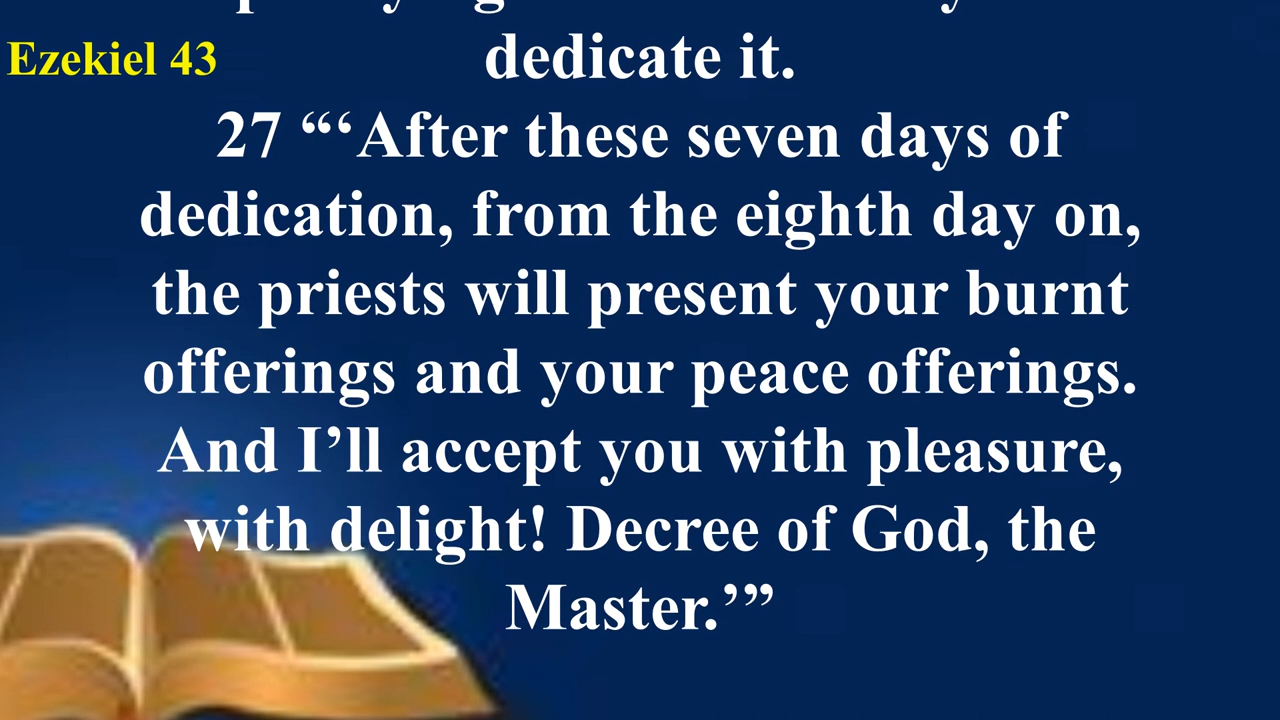 Ezekiel 43
dedicate it.
27 “‘After these seven days of
dedication, from the eighth day on,
the priests will present your burnt
offerings and your peace offerings.
And I’ll accept you with pleasure,
with delight! Decree of God, the
Master.’”